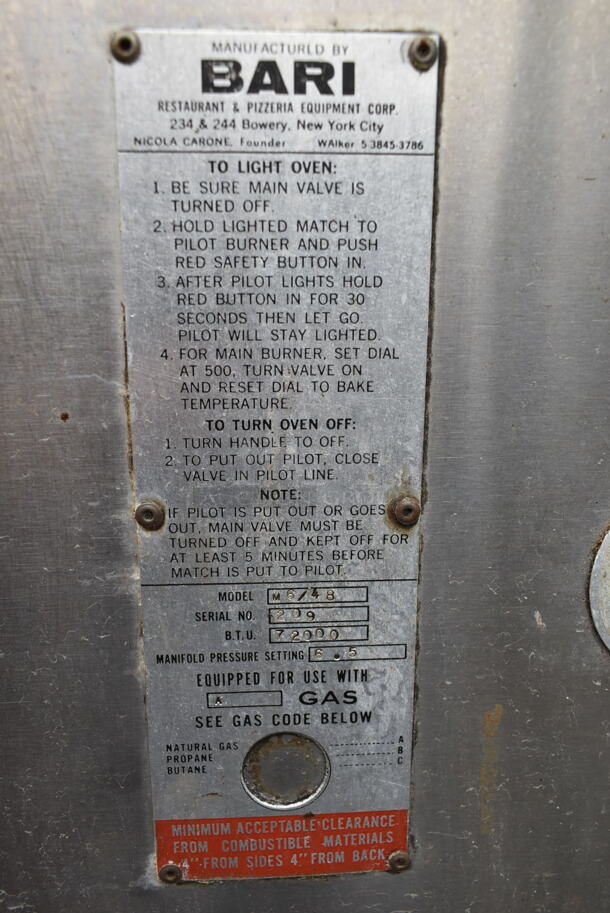 MANUFACTURED BY
BARI
RESTAURANT & PIZZERIA EQUIPMENT CORP.
234 & 244 Bowery, New York City
NICOLA CARONE, Founder WAlker 5-3845-3786
TO LIGHT OVEN:
1. BE SURE MAIN VALVE IS
TURNED OFF.
2. HOLD LIGHTED MATCH TO
PILOT BURNER AND PUSH
RED SAFETY BUTTON IN.
3. AFTER PILOT LIGHTS HOLD
RED BUTTON IN FOR 30
SECONDS THEN LET GO.
PILOT WILL STAY LIGHTED.
4. FOR MAIN BURNER, SET DIAL
AT 500, TURN VALVE ON
AND RESET DIAL TO BAKE
TEMPERATURE.
TO TURN OVEN OFF:
1. TURN HANDLE TO OFF.
2. TO PUT OUT PILOT, CLOSE
VALVE IN PILOT LINE.
NOTE:
IF PILOT IS PUT OUT OR GOES
OUT, MAIN VALVE MUST BE
TURNED OFF AND KEPT OFF FOR
AT LEAST 5 MINUTES BEFORE
MATCH IS PUT TO PILOT.
MODEL M6/48
SERIAL NO. 209
B.T.U. 72000
MANIFOLD PRESSURE SETTING 6.5
EQUIPPED FOR USE WITH
A GAS
SEE GAS CODE BELOW
NATURAL GAS A
PROPANE B
BUTANE C
MINIMUM ACCEPTABLE CLEARANCE
FROM COMBUSTIBLE MATERIALS
4" FROM SIDES 4" FROM BACK